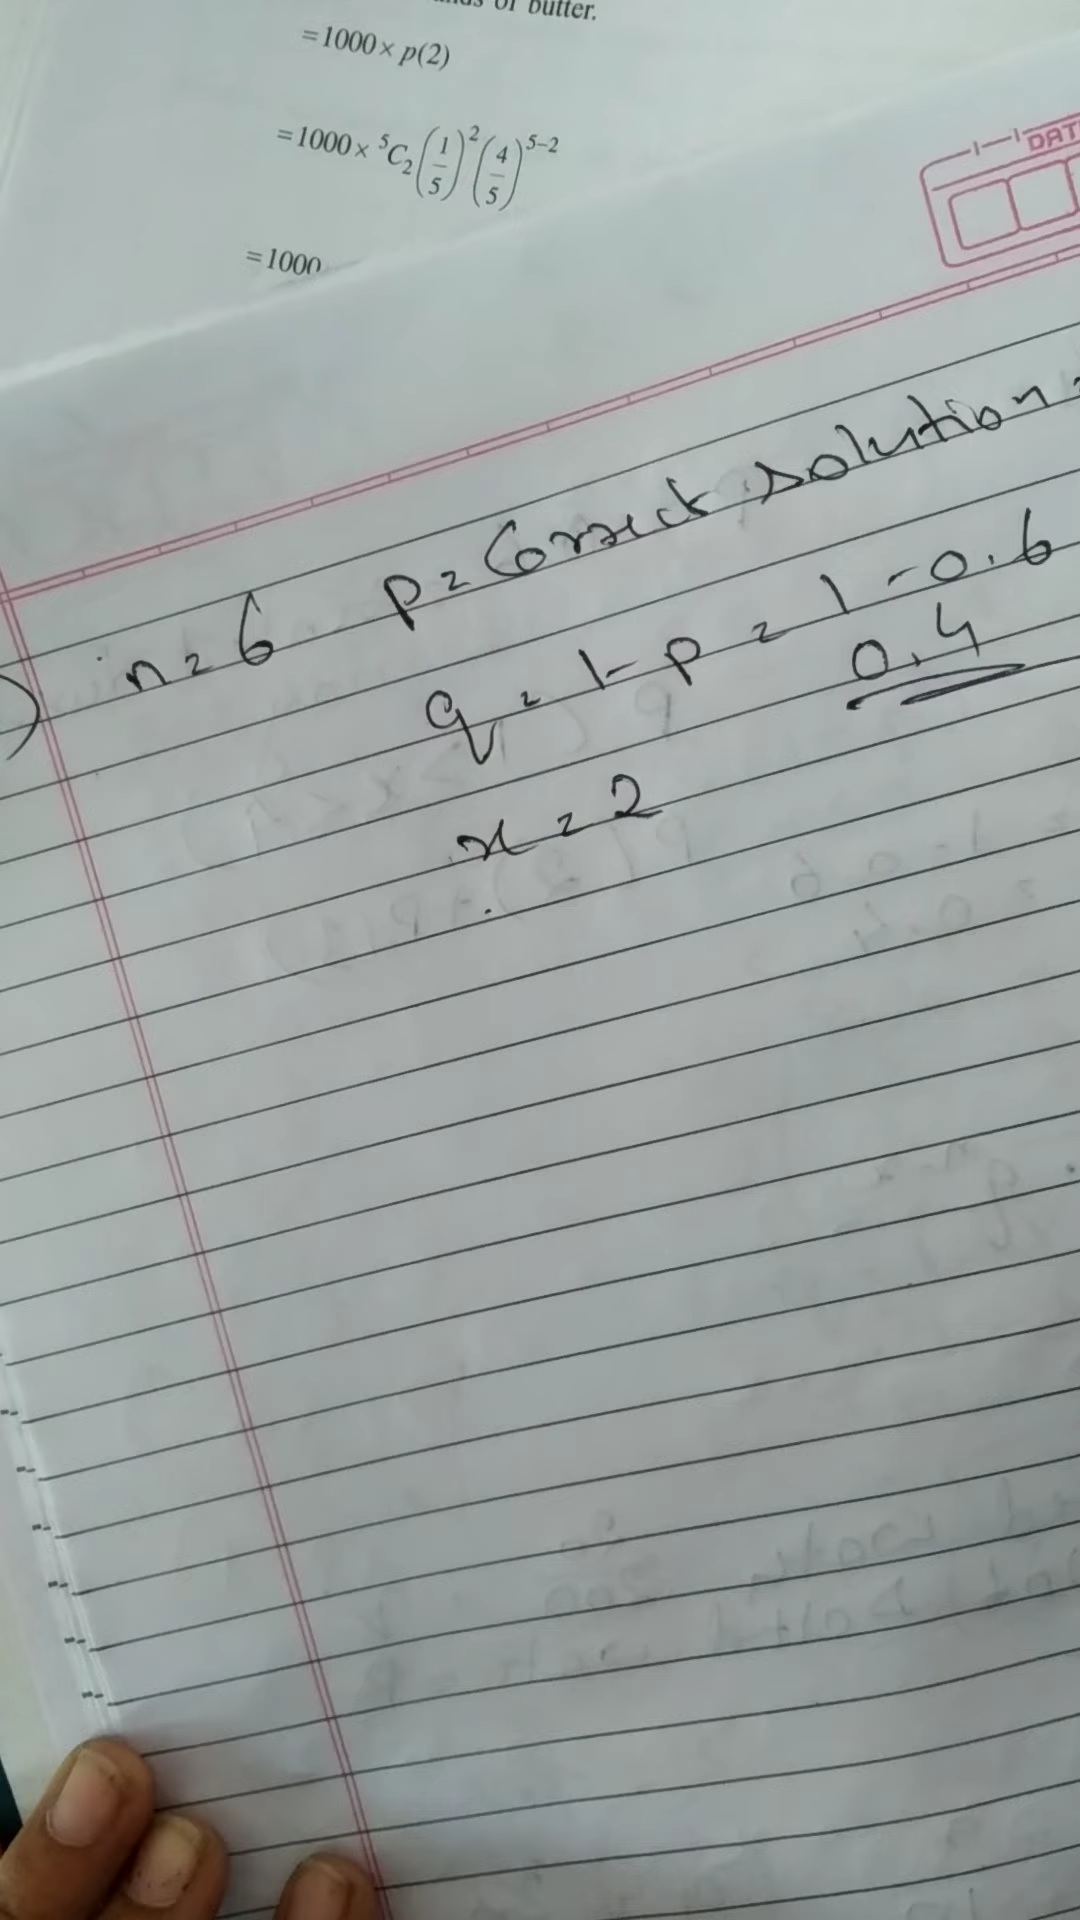 of butter.
=1000× p(2)
=1000× ⁵C₂(1/5)²(4/5)⁵⁻²
=1000
DAT
) n = 6 p = Correct solution =
q = 1- p = 1 - 0.6
0.4
x = 2